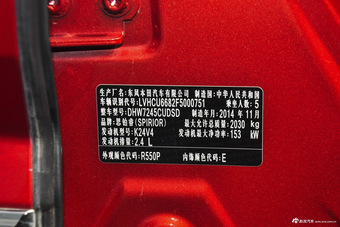 生产厂名: 东风本田汽车有限公司 制造国: 中华人民共和国
车辆识别代号: LVHCU6682F5000751 乘坐人数: 5
整车型号: DHW7245CUDSD 制造年月: 2014 年 11 月
品牌: 思铂睿 (SPIRIOR) 最大允许总质量: 2030 kg
发动机型号: K24V4 发动机最大净功率: 153 kW
发动机排量: 2.4 L
外观颜色代码: R550P 内饰颜色代码: E